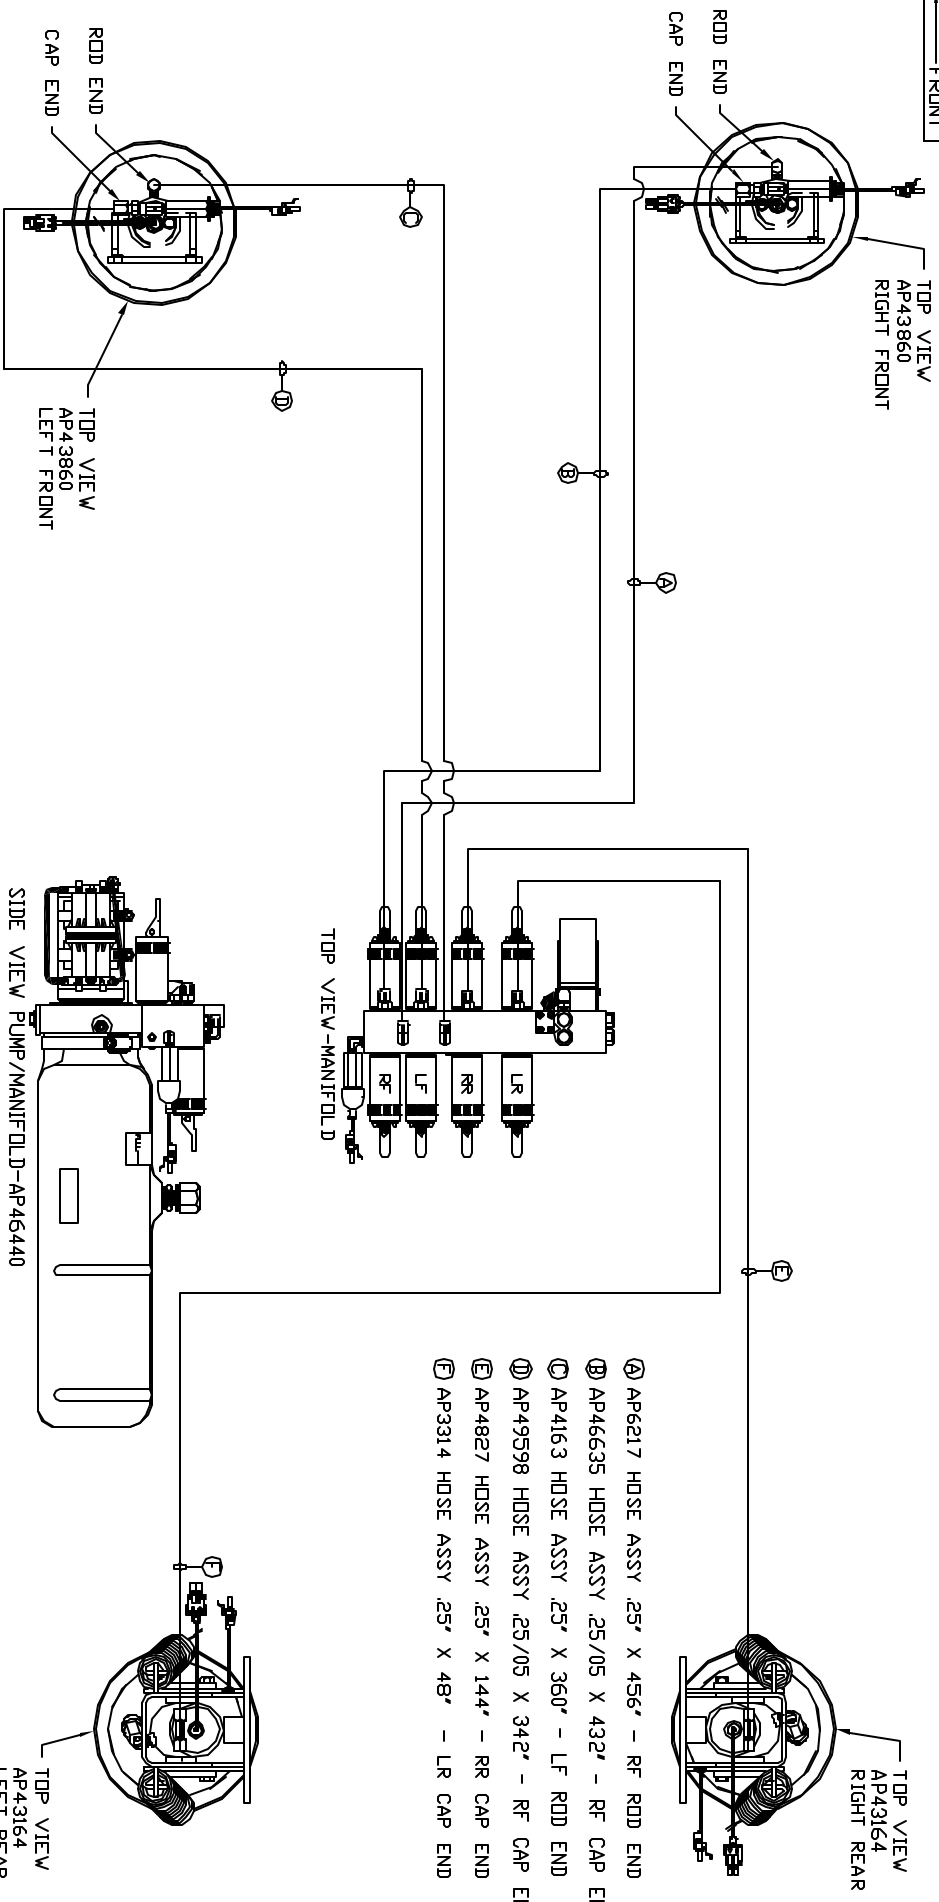 FRONT
ROD END
CAP END
TOP VIEW
AP43860
RIGHT FRONT
ROD END
CAP END
TOP VIEW
AP43860
LEFT FRONT
A
B
C
D
E
F
RF
LF
RR
LR
TOP VIEW-MANIFOLD
SIDE VIEW PUMP/MANIFOLD-AP46440
A AP6217 HOSE ASSY .25" X 456" - RF ROD END
B AP46635 HOSE ASSY .25/05 X 432" - RF CAP
C AP4163 HOSE ASSY .25" X 360" - LF ROD END
D AP49598 HOSE ASSY .25/05 X 342" - RF CAP
E AP4827 HOSE ASSY .25" X 144" - RR CAP END
F AP3314 HOSE ASSY .25" X 48" - LR CAP END
TOP VIEW
AP43164
RIGHT REAR
TOP VIEW
AP43164
LEFT REAR